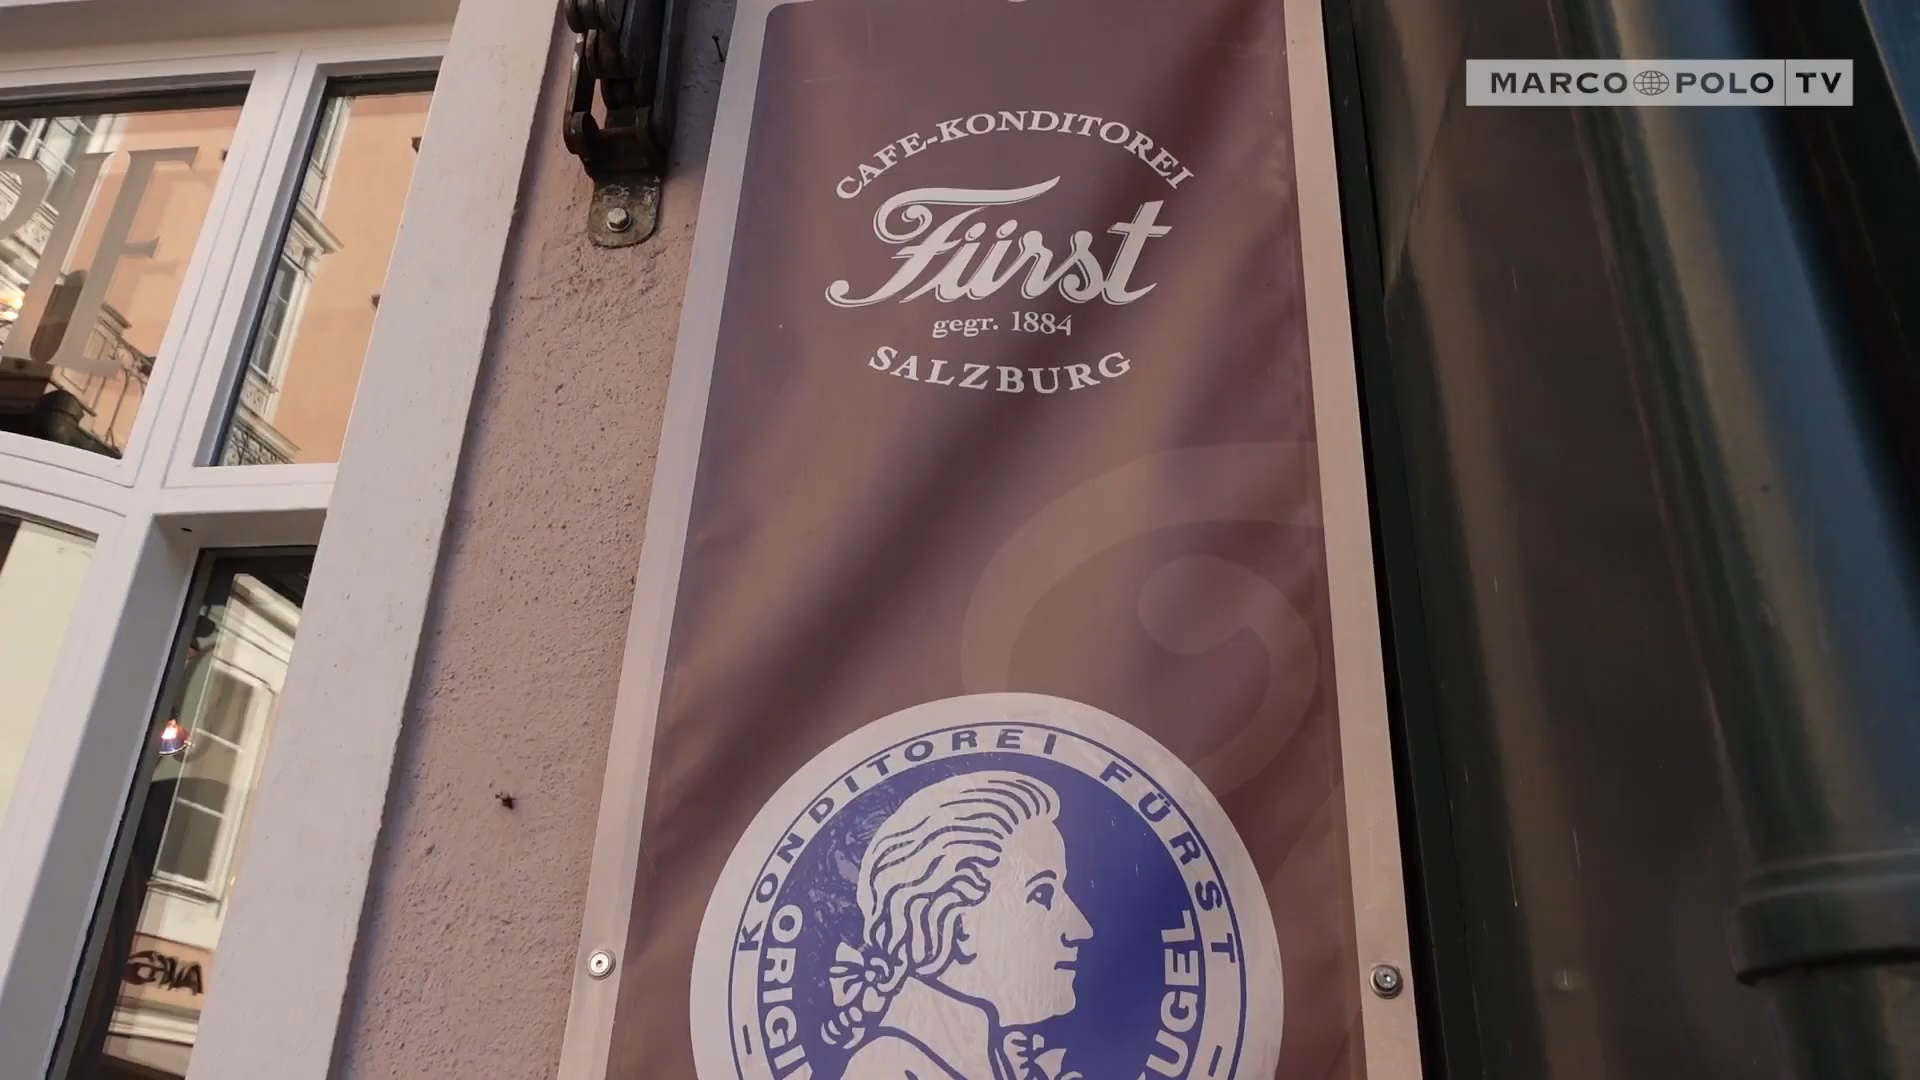 MARCO POLO TV
CAFE-KONDITOREI
Fürst
gegr. 1884
SALZBURG
KONDITOREI FÜRST